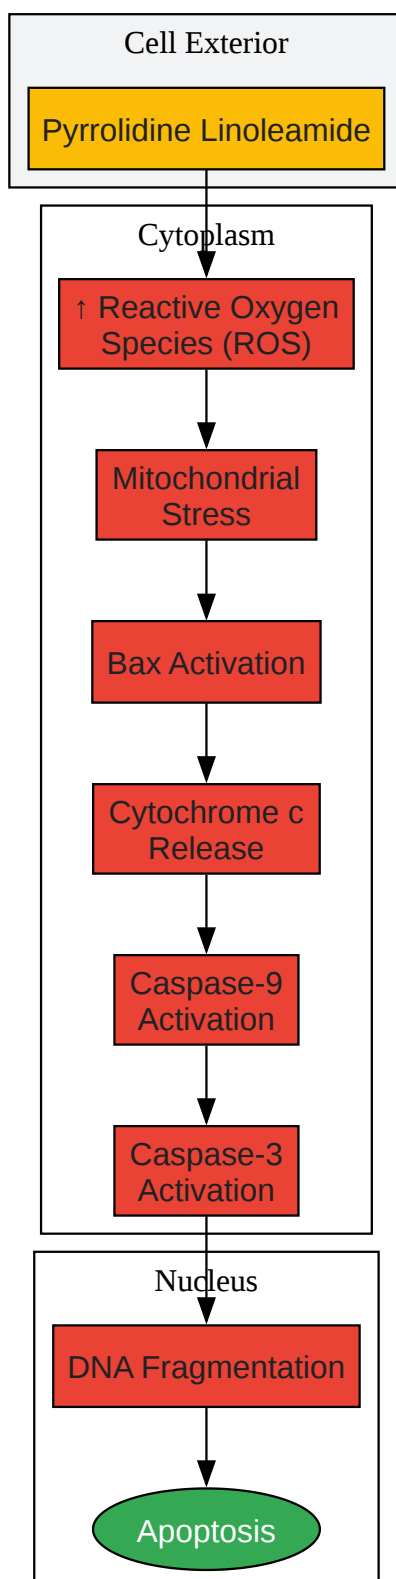 Cell Exterior
Pyrrolidine Linoleamide
Cytoplasm
↑ Reactive Oxygen
Species (ROS)
Mitochondrial
Stress
Bax Activation
Cytochrome c
Release
Caspase-9
Activation
Caspase-3
Activation
Nucleus
DNA Fragmentation
Apoptosis